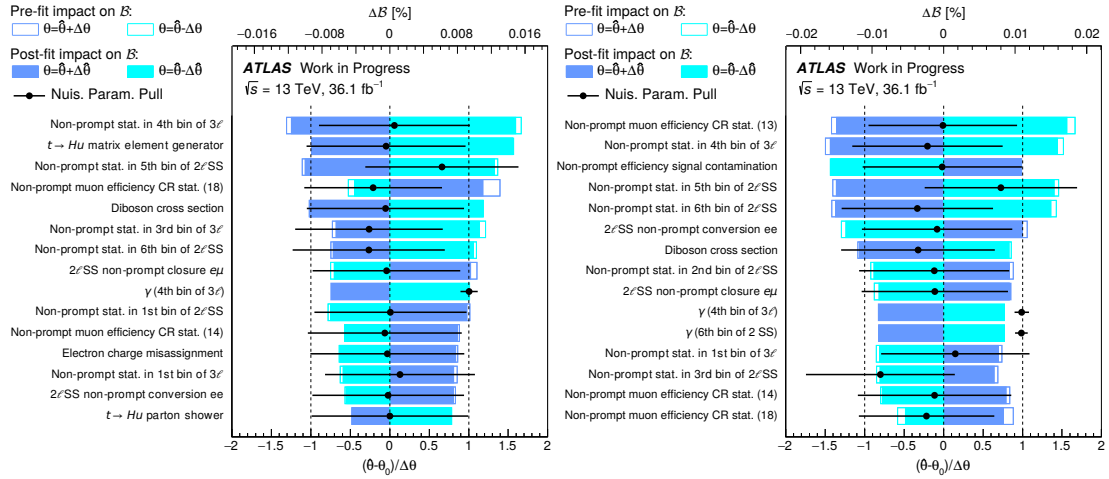 Pre-fit impact on ℬ:
θ=θ̂+Δθ θ=θ̂-Δθ
Post-fit impact on ℬ:
θ=θ̂+Δθ̂ θ=θ̂-Δθ̂
Nuis. Param. Pull
Δℬ [%]
−0.016 −0.008 0 0.008 0.016
ATLAS Work in Progress
√s = 13 TeV, 36.1 fb⁻¹
Non-prompt stat. in 4th bin of 3ℓ
t→ Hu matrix element generator
Non-prompt stat. in 5th bin of 2ℓSS
Non-prompt muon efficiency CR stat. (18)
Diboson cross section
Non-prompt stat. in 3rd bin of 3ℓ
Non-prompt stat. in 6th bin of 2ℓSS
2ℓSS non-prompt closure eμ
γ (4th bin of 3ℓ)
Non-prompt stat. in 1st bin of 2ℓSS
Non-prompt muon efficiency CR stat. (14)
Electron charge misassignment
Non-prompt stat. in 1st bin of 3ℓ
2ℓSS non-prompt conversion ee
t→ Hu parton shower
−2 −1.5 −1 −0.5 0 0.5 1 1.5 2
(θ̂-θ₀)/Δθ
Pre-fit impact on ℬ:
θ=θ̂+Δθ θ=θ̂-Δθ
Post-fit impact on ℬ:
θ=θ̂+Δθ̂ θ=θ̂-Δθ̂
Nuis. Param. Pull
Δℬ [%]
−0.02 −0.01 0 0.01 0.02
ATLAS Work in Progress
√s = 13 TeV, 36.1 fb⁻¹
Non-prompt muon efficiency CR stat. (13)
Non-prompt stat. in 4th bin of 3ℓ
Non-prompt efficiency signal contamination
Non-prompt stat. in 5th bin of 2ℓSS
Non-prompt stat. in 6th bin of 2ℓSS
2ℓSS non-prompt conversion ee
Diboson cross section
Non-prompt stat. in 2nd bin of 2ℓSS
2ℓSS non-prompt closure eμ
γ (4th bin of 3ℓ)
γ (6th bin of 2 SS)
Non-prompt stat. in 1st bin of 3ℓ
Non-prompt stat. in 3rd bin of 2ℓSS
Non-prompt muon efficiency CR stat. (14)
Non-prompt muon efficiency CR stat. (18)
−2 −1.5 −1 −0.5 0 0.5 1 1.5 2
(θ̂-θ₀)/Δθ